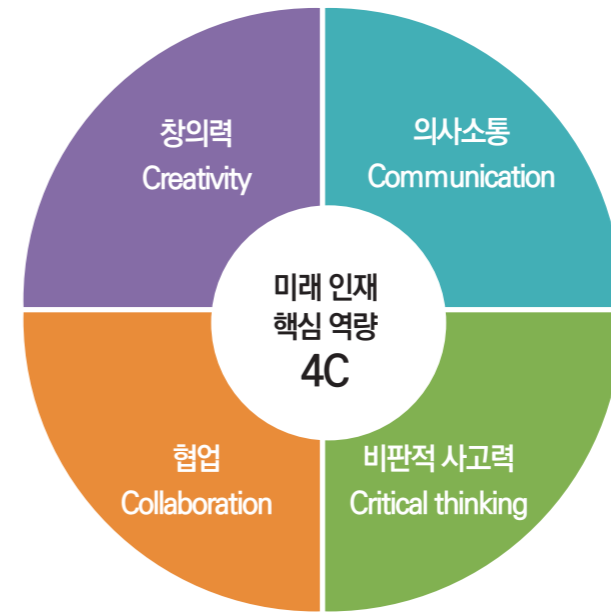 창의력
Creativity
의사소통
Communication
미래 인재
핵심 역량
4C
협업
Collaboration
비판적 사고력
Critical thinking